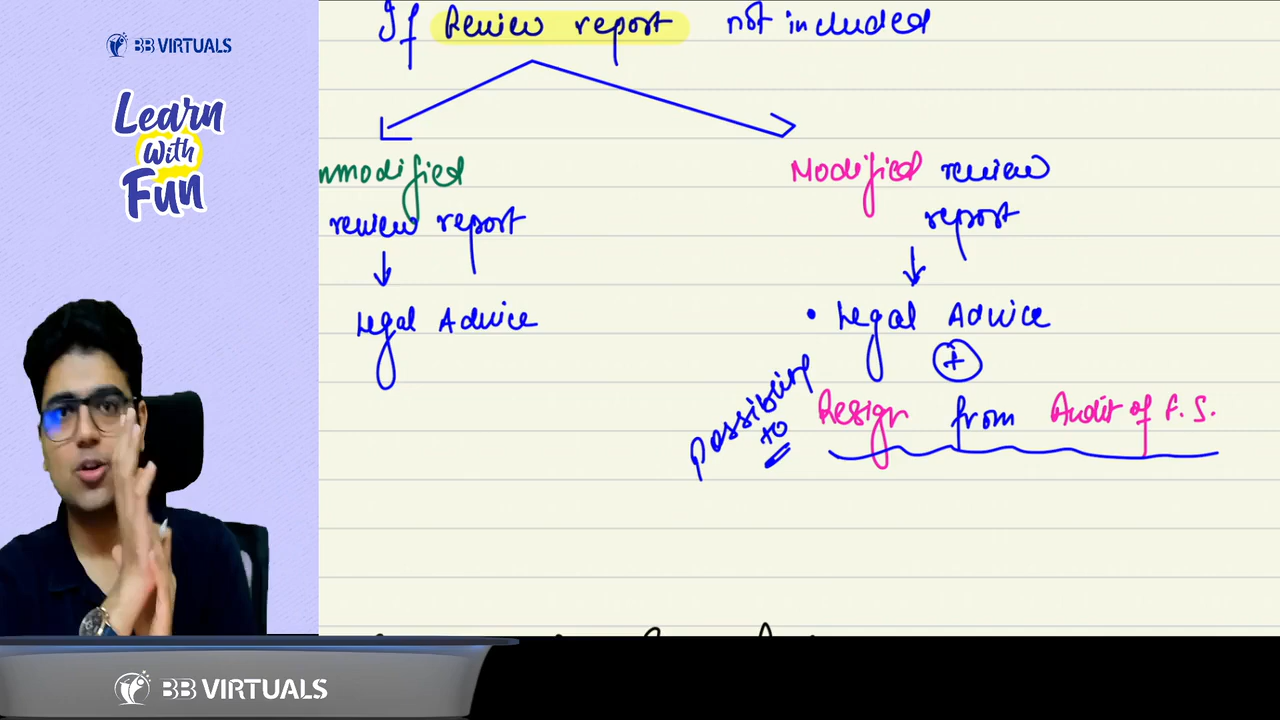 BB VIRTUALS
Learn
With
Fun
If Review report not included
nmodified
review report
Legal Advice
Modified review
report
• Legal Advice
+
possibility
to
Resign from Audit of F.S.
BB VIRTUALS